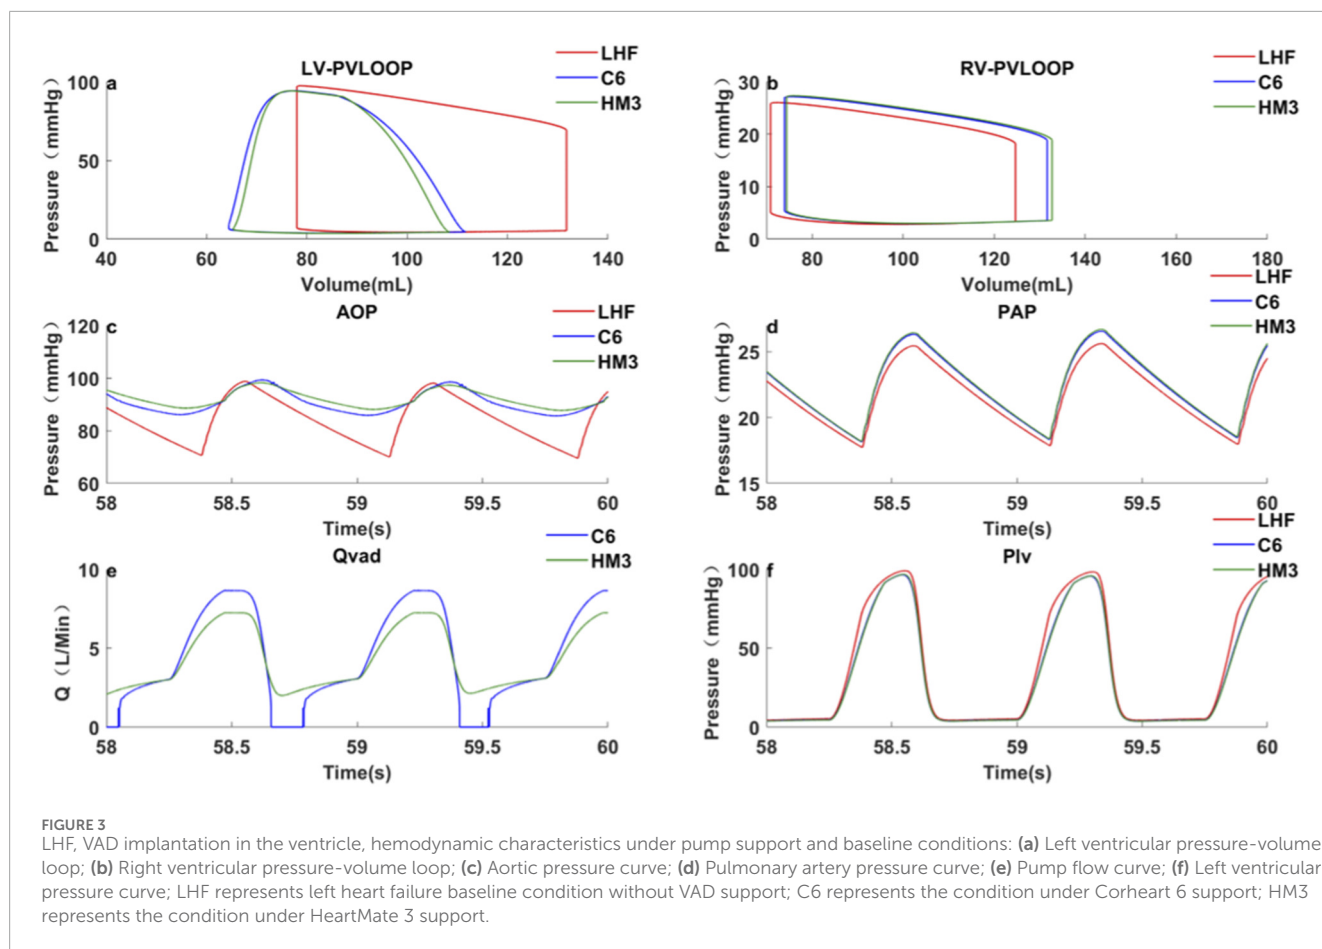 LV-PVLOOP
LHF
C6
HM3
a
Pressure（mmHg）
100
50
0
40 60 80 100 120 140
Volume(mL)
RV-PVLOOP
LHF
C6
HM3
b
Pressure（mmHg）
30
20
10
0
80 100 120 140 160 180
Volume(mL)
AOP
LHF
C6
HM3
c
Pressure（mmHg）
120
100
80
60
58 58.5 59 59.5 60
Time(s)
PAP
LHF
C6
HM3
d
Pressure（mmHg）
25
20
15
58 58.5 59 59.5 60
Time(s)
Qvad
C6
HM3
e
Q（L/Min）
10
5
0
58 58.5 59 59.5 60
Time(s)
Plv
LHF
C6
HM3
f
Pressure（mmHg）
100
50
0
58 58.5 59 59.5 60
Time(s)
FIGURE 3
LHF, VAD implantation in the ventricle, hemodynamic characteristics under pump support and baseline conditions: (a) Left ventricular pressure-volume
loop; (b) Right ventricular pressure-volume loop; (c) Aortic pressure curve; (d) Pulmonary artery pressure curve; (e) Pump flow curve; (f) Left ventricular
pressure curve; LHF represents left heart failure baseline condition without VAD support; C6 represents the condition under Corheart 6 support; HM3
represents the condition under HeartMate 3 support.